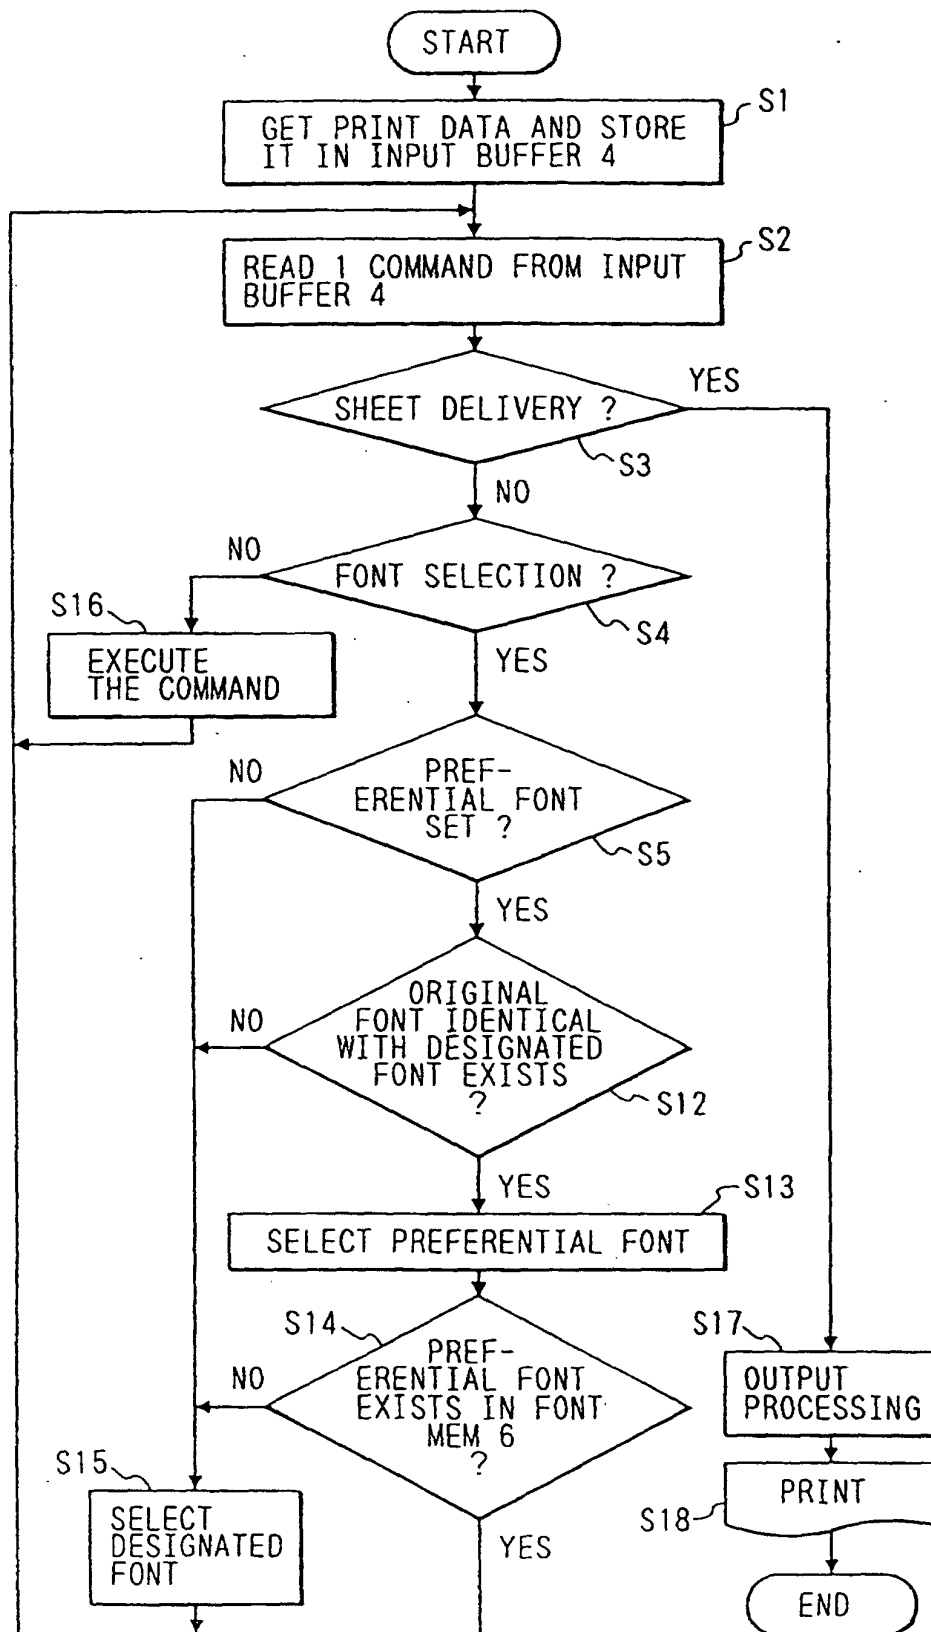 START
S1
GET PRINT DATA AND STORE
IT IN INPUT BUFFER 4
S2
READ 1 COMMAND FROM INPUT
BUFFER 4
YES
SHEET DELIVERY ?
S3
NO
NO
FONT SELECTION ?
S4
S16
EXECUTE
THE COMMAND
YES
NO
PREF-
ERENTIAL FONT
SET ?
S5
YES
NO
ORIGINAL
FONT IDENTICAL
WITH DESIGNATED
FONT EXISTS
?
S12
YES
S13
SELECT PREFERENTIAL FONT
S14
NO
PREF-
ERENTIAL FONT
EXISTS IN FONT
MEM 6
?
S17
OUTPUT
PROCESSING
S15
SELECT
DESIGNATED
FONT
YES
S18
PRINT
END